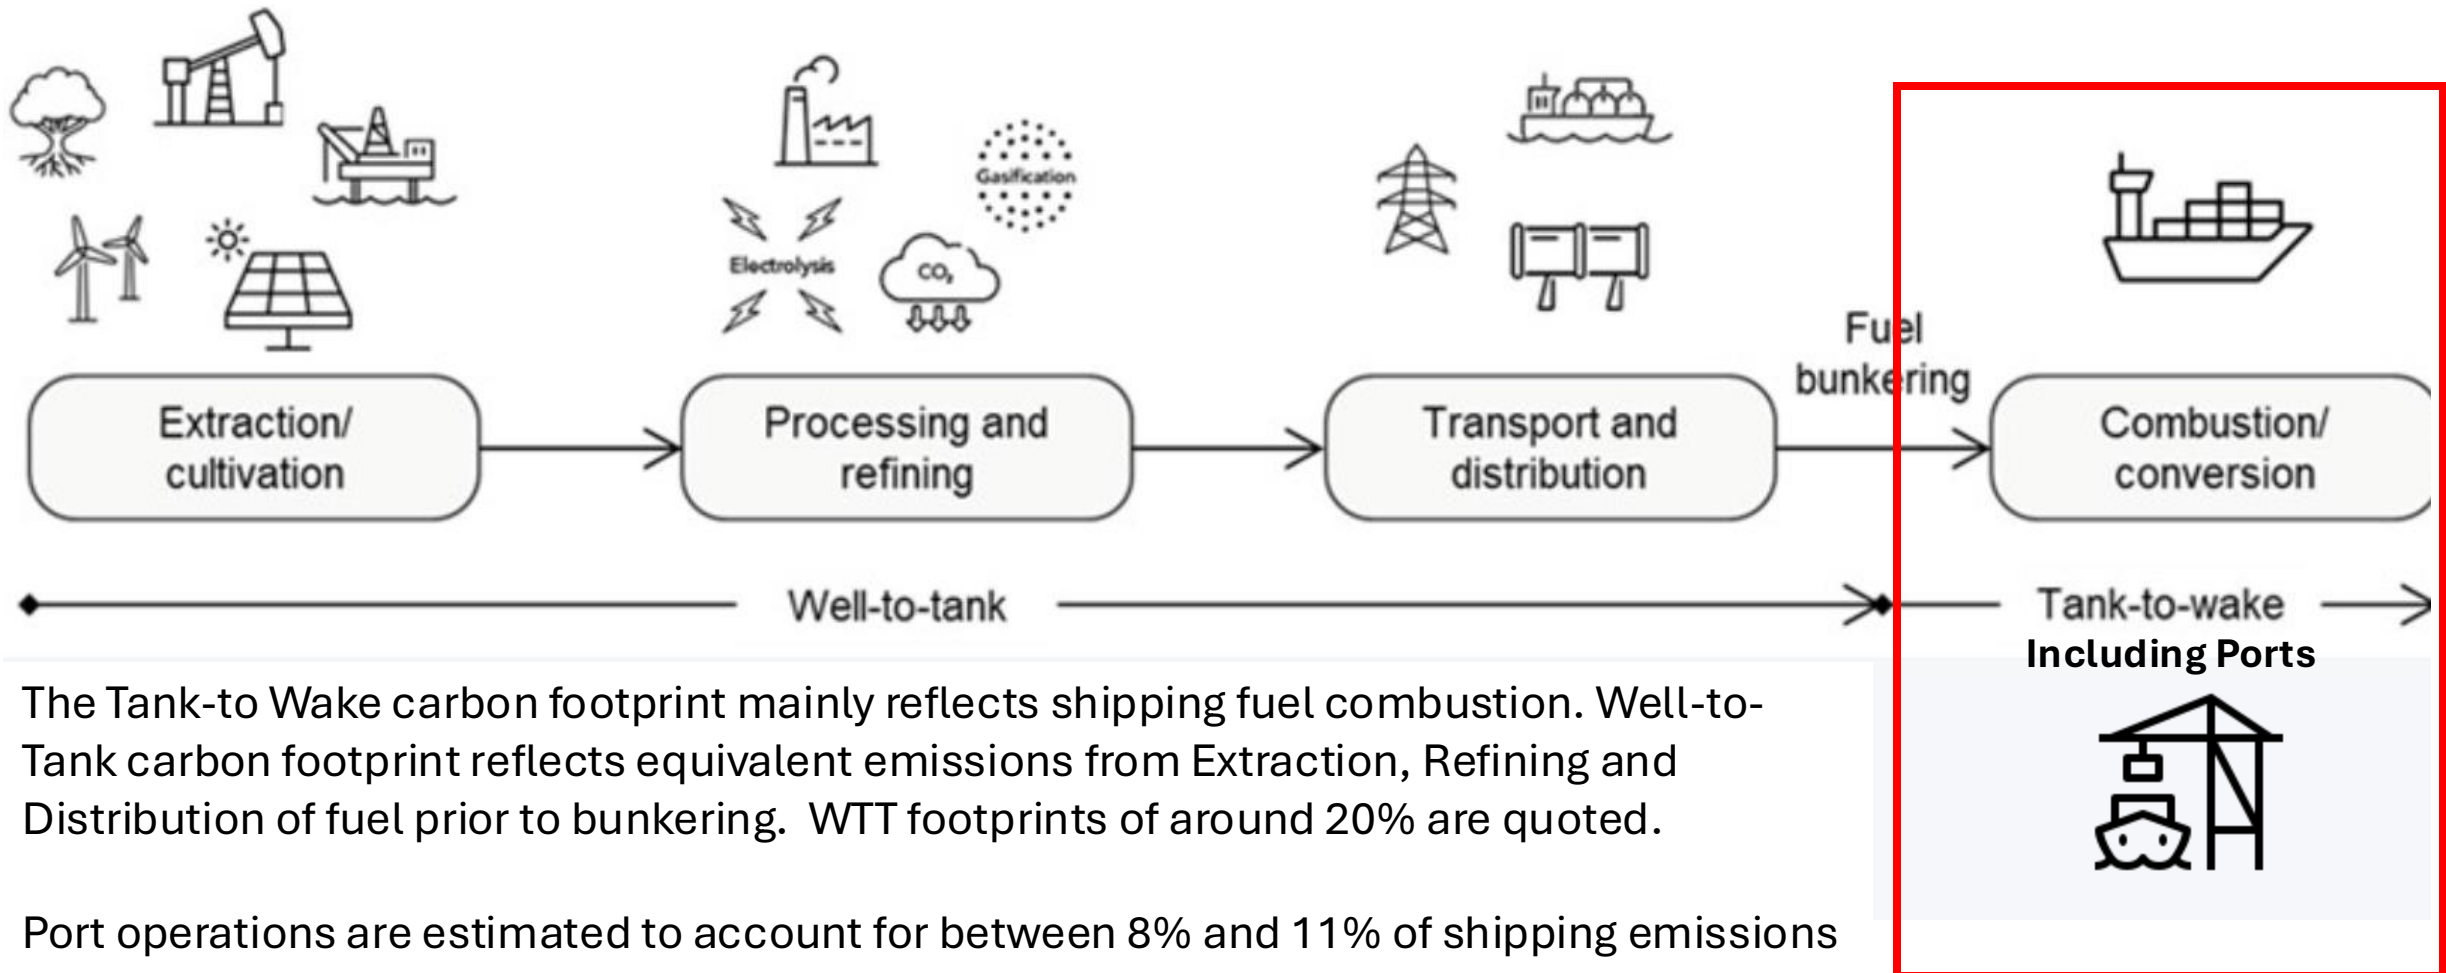 Gasification
Electrolysis
CO₂
Fuel
bunkering
Extraction/
cultivation
Processing and
refining
Transport and
distribution
Combustion/
conversion
Well-to-tank
Tank-to-wake
Including Ports
The Tank-to Wake carbon footprint mainly reflects shipping fuel combustion. Well-to-
Tank carbon footprint reflects equivalent emissions from Extraction, Refining and
Distribution of fuel prior to bunkering.  WTT footprints of around 20% are quoted.
Port operations are estimated to account for between 8% and 11% of shipping emissions